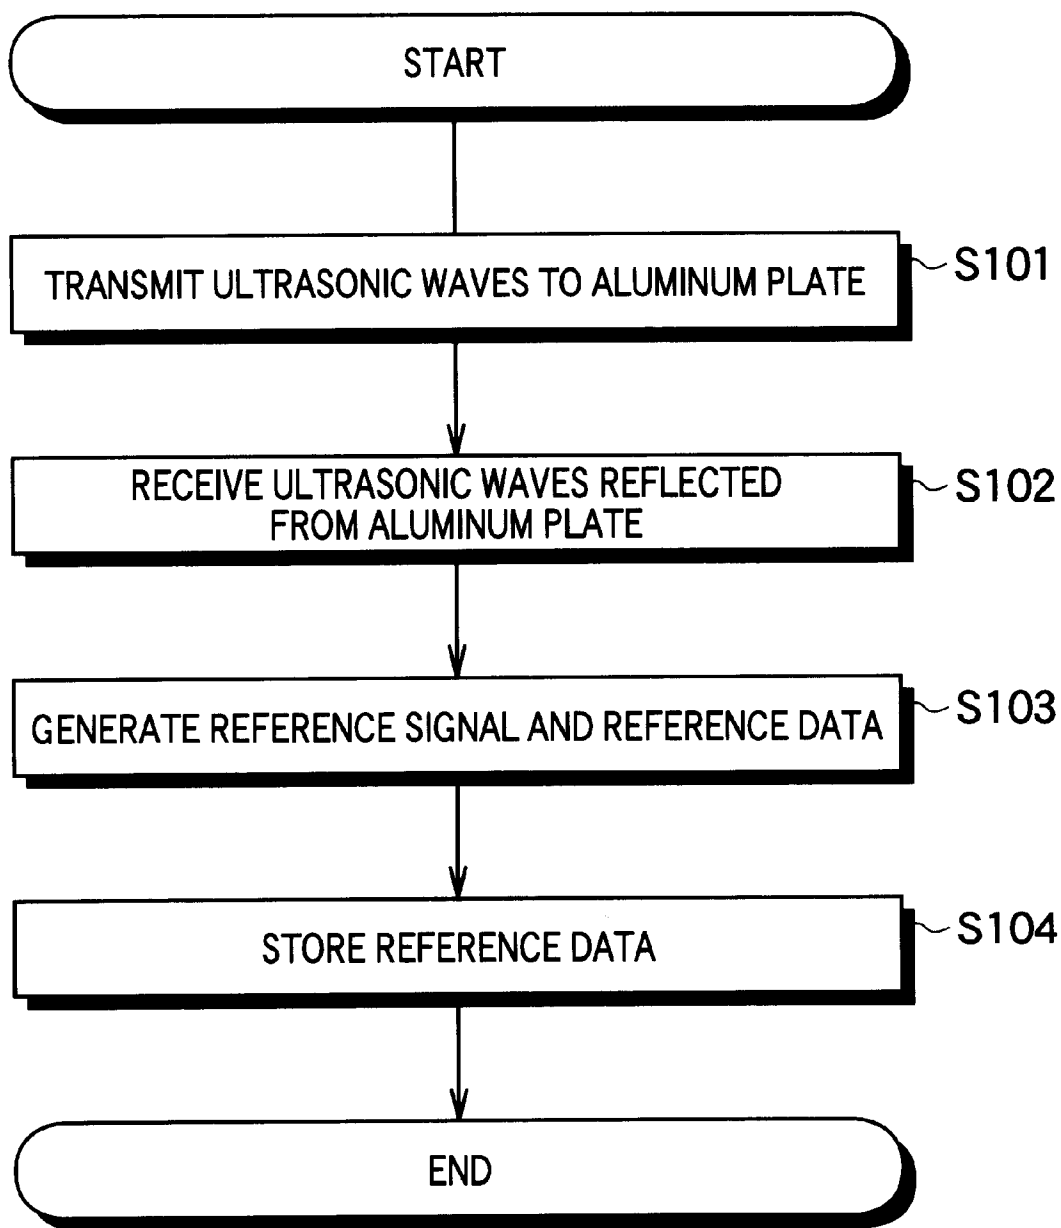 START
TRANSMIT ULTRASONIC WAVES TO ALUMINUM PLATE
S101
RECEIVE ULTRASONIC WAVES REFLECTED
FROM ALUMINUM PLATE
S102
GENERATE REFERENCE SIGNAL AND REFERENCE DATA
S103
STORE REFERENCE DATA
S104
END